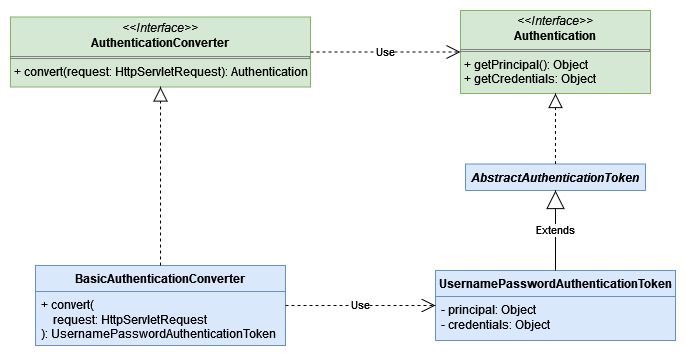 <<Interface>>
AuthenticationConverter
+ convert(request: HttpServletRequest): Authentication
Use
<<Interface>>
Authentication
+ getPrincipal(): Object
+ getCredentials: Object
AbstractAuthenticationToken
Extends
BasicAuthenticationConverter
+ convert(
request: HttpServletRequest
): UsernamePasswordAuthenticationToken
Use
UsernamePasswordAuthenticationToken
- principal: Object
- credentials: Object